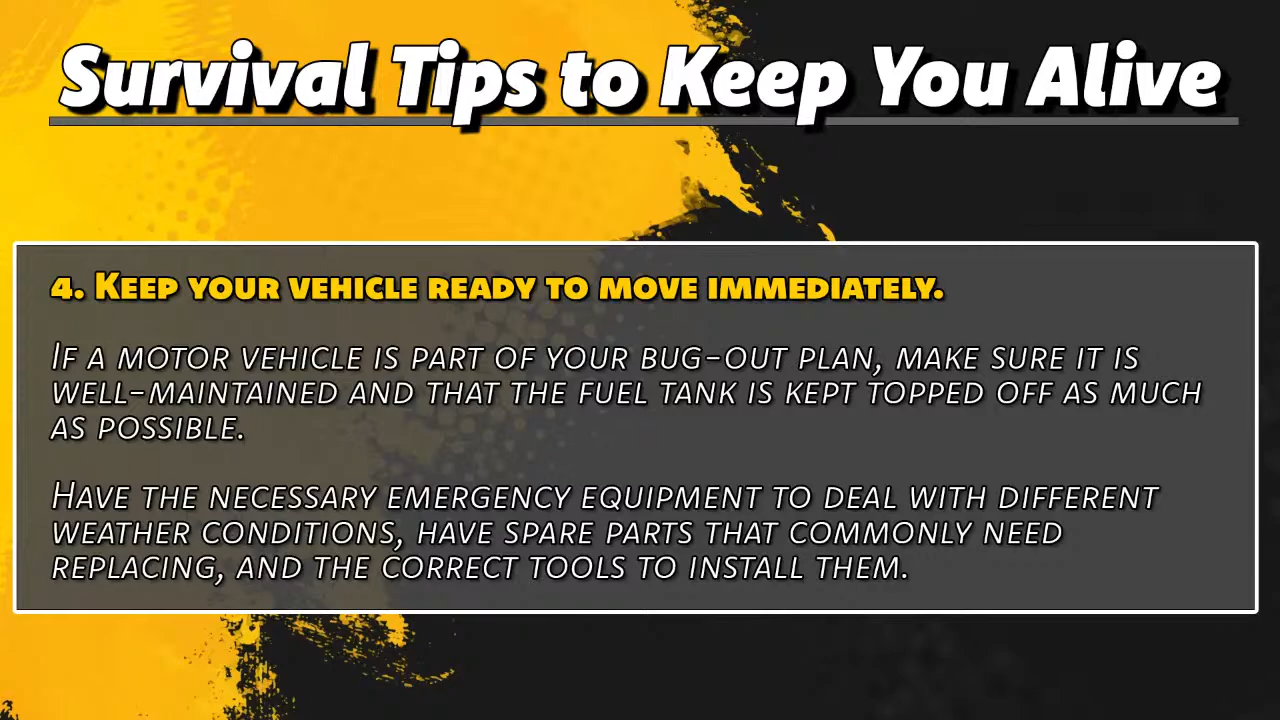 Survival Tips to Keep You Alive
4. Keep your vehicle ready to move immediately.
If a motor vehicle is part of your bug-out plan, make sure it is
well-maintained and that the fuel tank is kept topped off as much
as possible.
Have the necessary emergency equipment to deal with different
weather conditions, have spare parts that commonly need
replacing, and the correct tools to install them.